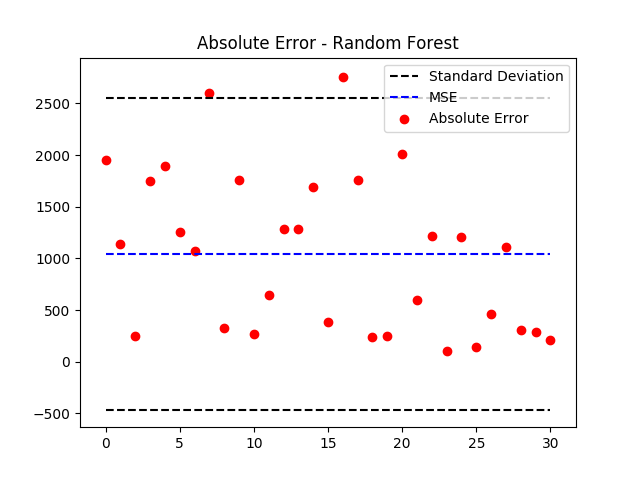 Absolute Error - Random Forest
Standard Deviation
MSE
Absolute Error
2500
2000
1500
1000
500
0
−500
0 5 10 15 20 25 30